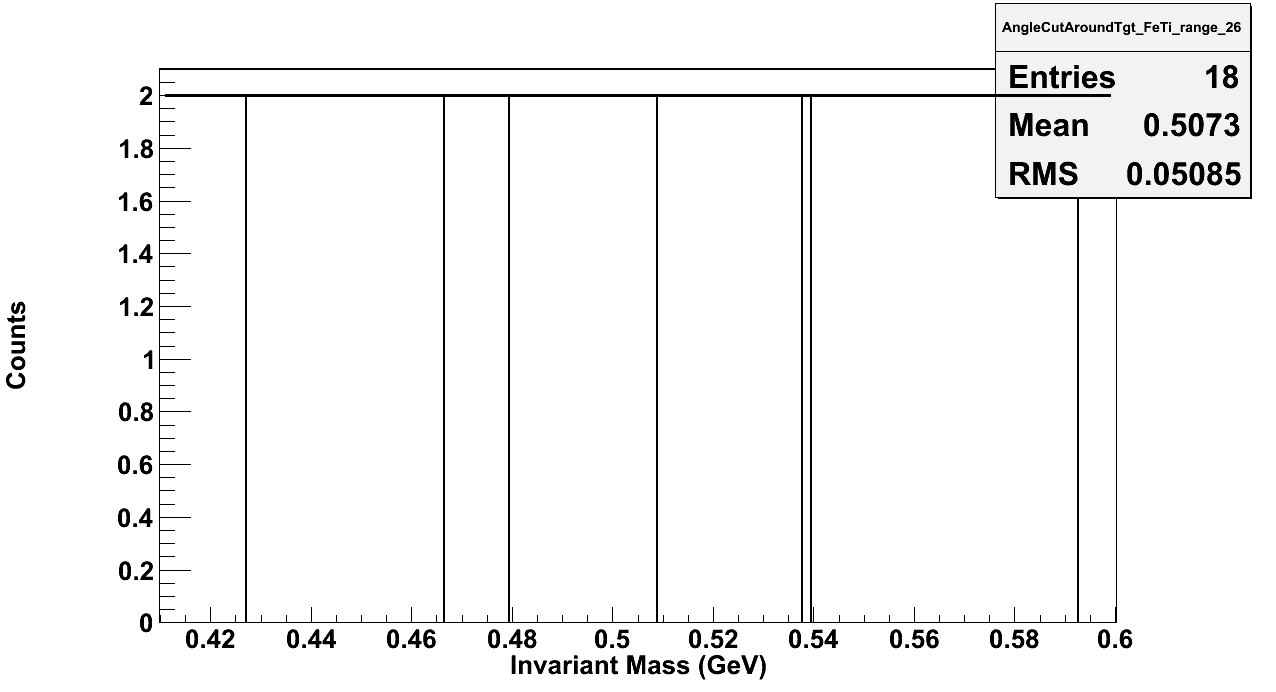 AngleCutAroundTgt_FeTi_range_26
Entries 18
Mean 0.5073
RMS 0.05085
2
1.8
1.6
1.4
1.2
1
0.8
0.6
0.4
0.2
0
Counts
0.42 0.44 0.46 0.48 0.5 0.52 0.54 0.56 0.58 0.6
Invariant Mass (GeV)